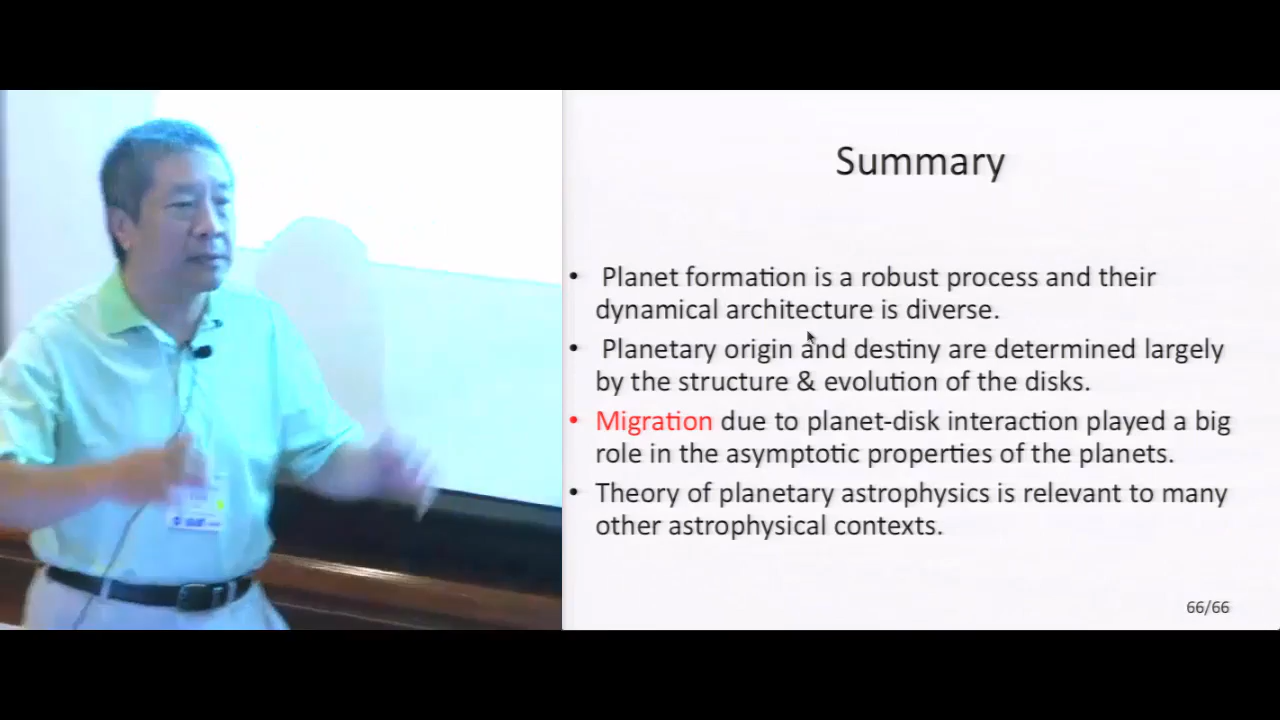 Summary
• Planet formation is a robust process and their
dynamical architecture is diverse.
• Planetary origin and destiny are determined largely
by the structure & evolution of the disks.
• Migration due to planet-disk interaction played a big
role in the asymptotic properties of the planets.
• Theory of planetary astrophysics is relevant to many
other astrophysical contexts.
66/66